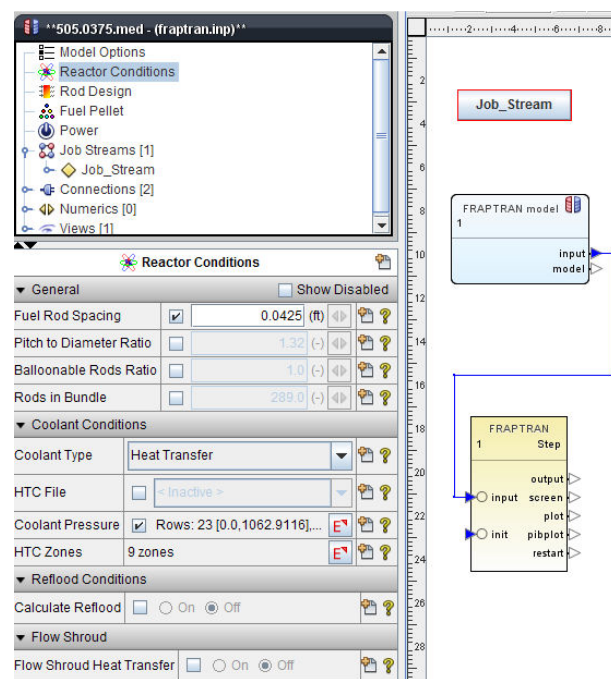 **505.0375.med - (fraptran.inp)**
Model Options
Reactor Conditions
Rod Design
Fuel Pellet
Power
Job Streams [1]
Job_Stream
Connections [2]
Numerics [0]
Views [1]
Reactor Conditions
General
Show Disabled
Fuel Rod Spacing 0.0425 (ft)
Pitch to Diameter Ratio 1.32 (-)
Balloonable Rods Ratio 1.0 (-)
Rods in Bundle 289.0 (-)
Coolant Conditions
Coolant Type Heat Transfer
HTC File < Inactive >
Coolant Pressure Rows: 23 [0.0,1062.9116],... E
HTC Zones 9 zones E
Reflood Conditions
Calculate Reflood On Off
Flow Shroud
Flow Shroud Heat Transfer On Off
2 4 6 8
2
4
6
8
10
12
14
16
18
20
22
24
26
28
Job_Stream
FRAPTRAN model
1
input
model
FRAPTRAN
1 Step
output
input screen
plot
init pibplot
restart